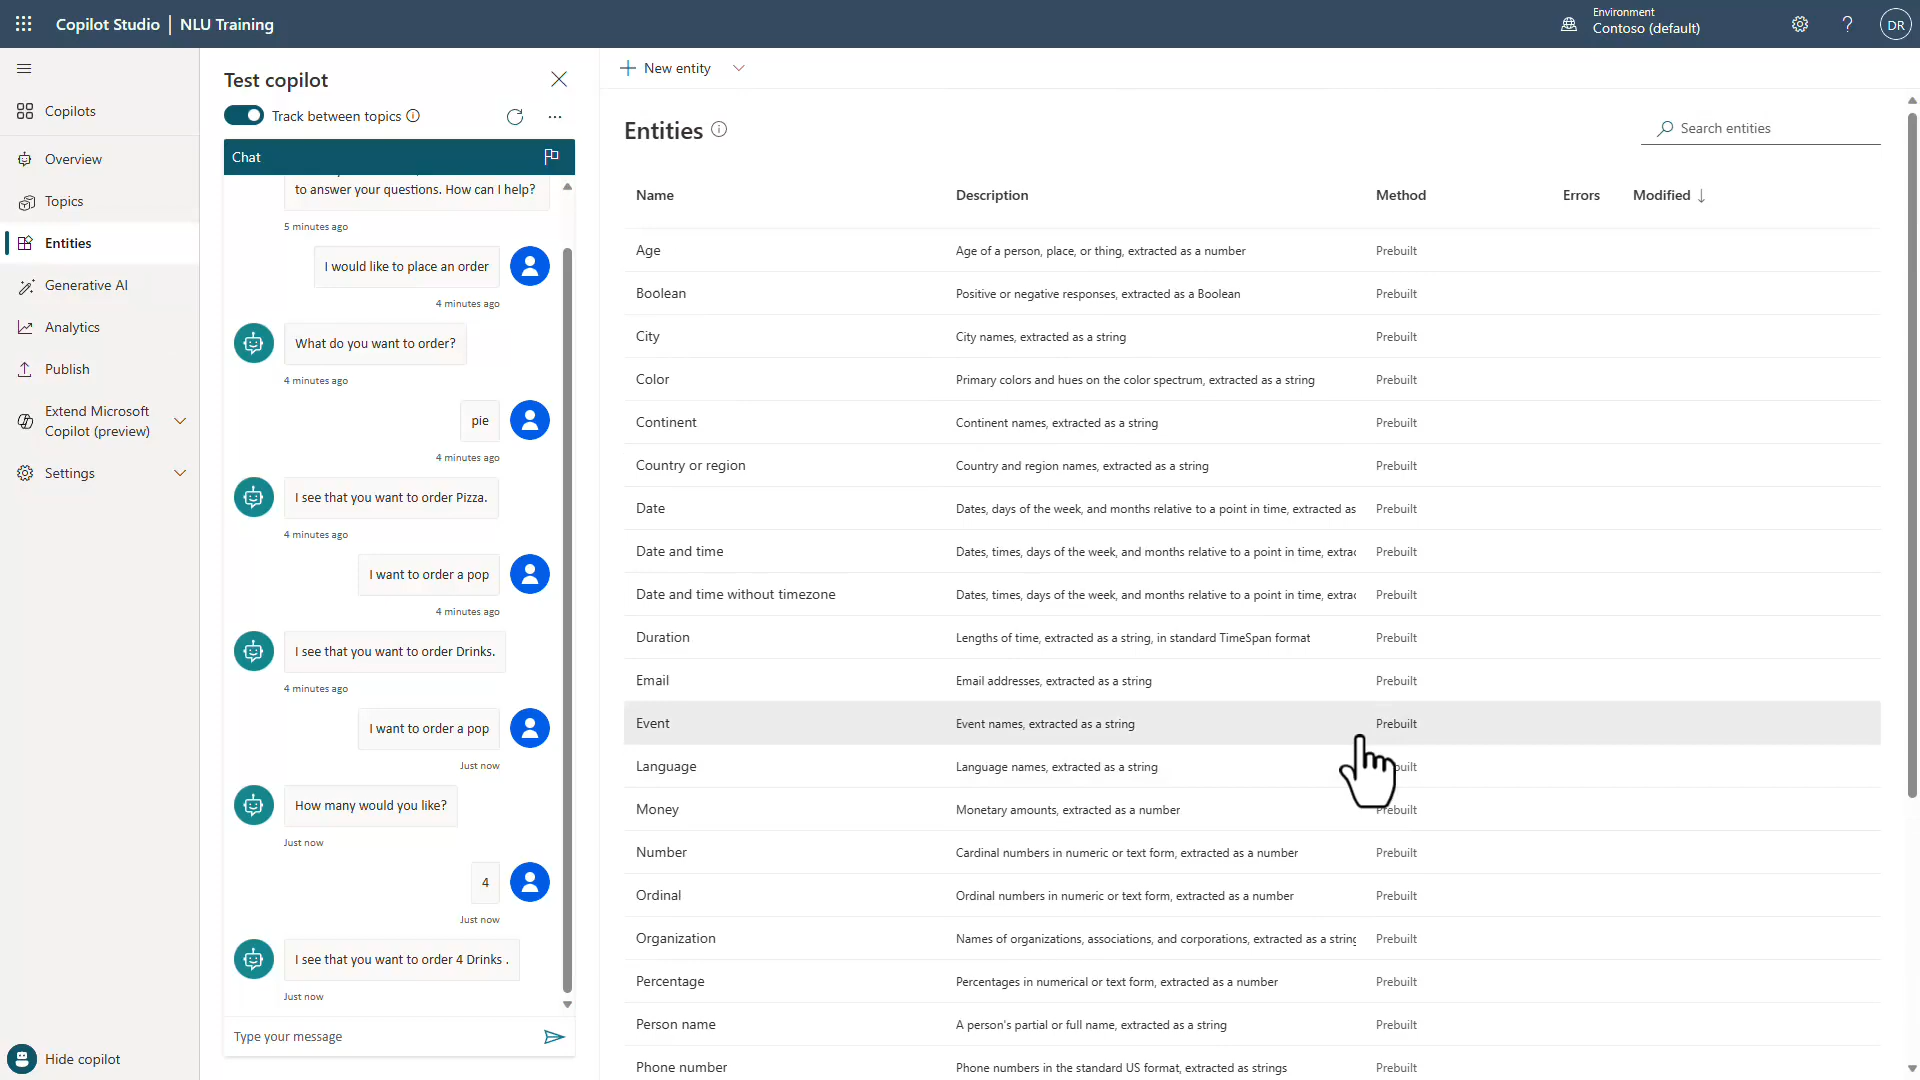 Copilot Studio | NLU Training
Environment
Contoso (default)
?
DR
Copilots
Overview
Topics
Entities
Generative AI
Analytics
Publish
Extend Microsoft
Copilot (preview)
Settings
Hide copilot
Test copilot
Track between topics
Chat
to answer your questions. How can I help?
5 minutes ago
I would like to place an order
4 minutes ago
What do you want to order?
4 minutes ago
pie
4 minutes ago
I see that you want to order Pizza.
4 minutes ago
I want to order a pop
4 minutes ago
I see that you want to order Drinks.
4 minutes ago
I want to order a pop
Just now
How many would you like?
Just now
4
Just now
I see that you want to order 4 Drinks .
Just now
Type your message
New entity
Entities
Search entities
Name Description Method Errors Modified ↓
Age Age of a person, place, or thing, extracted as a number Prebuilt
Boolean Positive or negative responses, extracted as a Boolean Prebuilt
City City names, extracted as a string Prebuilt
Color Primary colors and hues on the color spectrum, extracted as a string Prebuilt
Continent Continent names, extracted as a string Prebuilt
Country or region Country and region names, extracted as a string Prebuilt
Date Dates, days of the week, and months relative to a point in time, extracted as Prebuilt
Date and time Dates, times, days of the week, and months relative to a point in time, extrac Prebuilt
Date and time without timezone Dates, times, days of the week, and months relative to a point in time, extrac Prebuilt
Duration Lengths of time, extracted as a string, in standard TimeSpan format Prebuilt
Email Email addresses, extracted as a string Prebuilt
Event Event names, extracted as a string Prebuilt
Language Language names, extracted as a string
Money Monetary amounts, extracted as a number Prebuilt
Number Cardinal numbers in numeric or text form, extracted as a number Prebuilt
Ordinal Ordinal numbers in numeric or text form, extracted as a number Prebuilt
Organization Names of organizations, associations, and corporations, extracted as a string Prebuilt
Percentage Percentages in numerical or text form, extracted as a number Prebuilt
Person name A person's partial or full name, extracted as a string Prebuilt
Phone number Phone numbers in the standard US format, extracted as strings Prebuilt